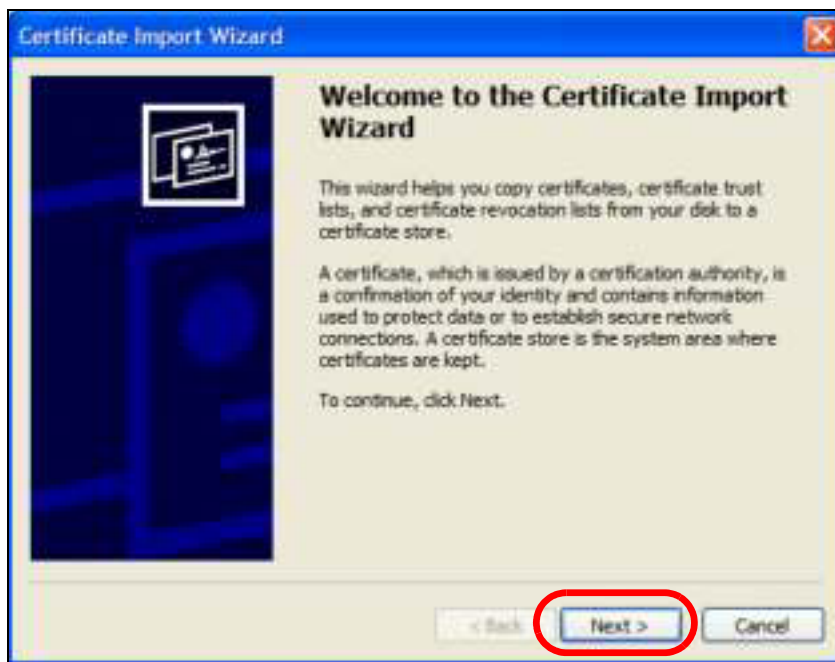 Certificate Import Wizard
Welcome to the Certificate Import
Wizard
This wizard helps you copy certificates, certificate trust
lists, and certificate revocation lists from your disk to a
certificate store.
A certificate, which is issued by a certification authority, is
a confirmation of your identity and contains information
used to protect data or to establish secure network
connections. A certificate store is the system area where
certificates are kept.
To continue, click Next.
< Back Next > Cancel